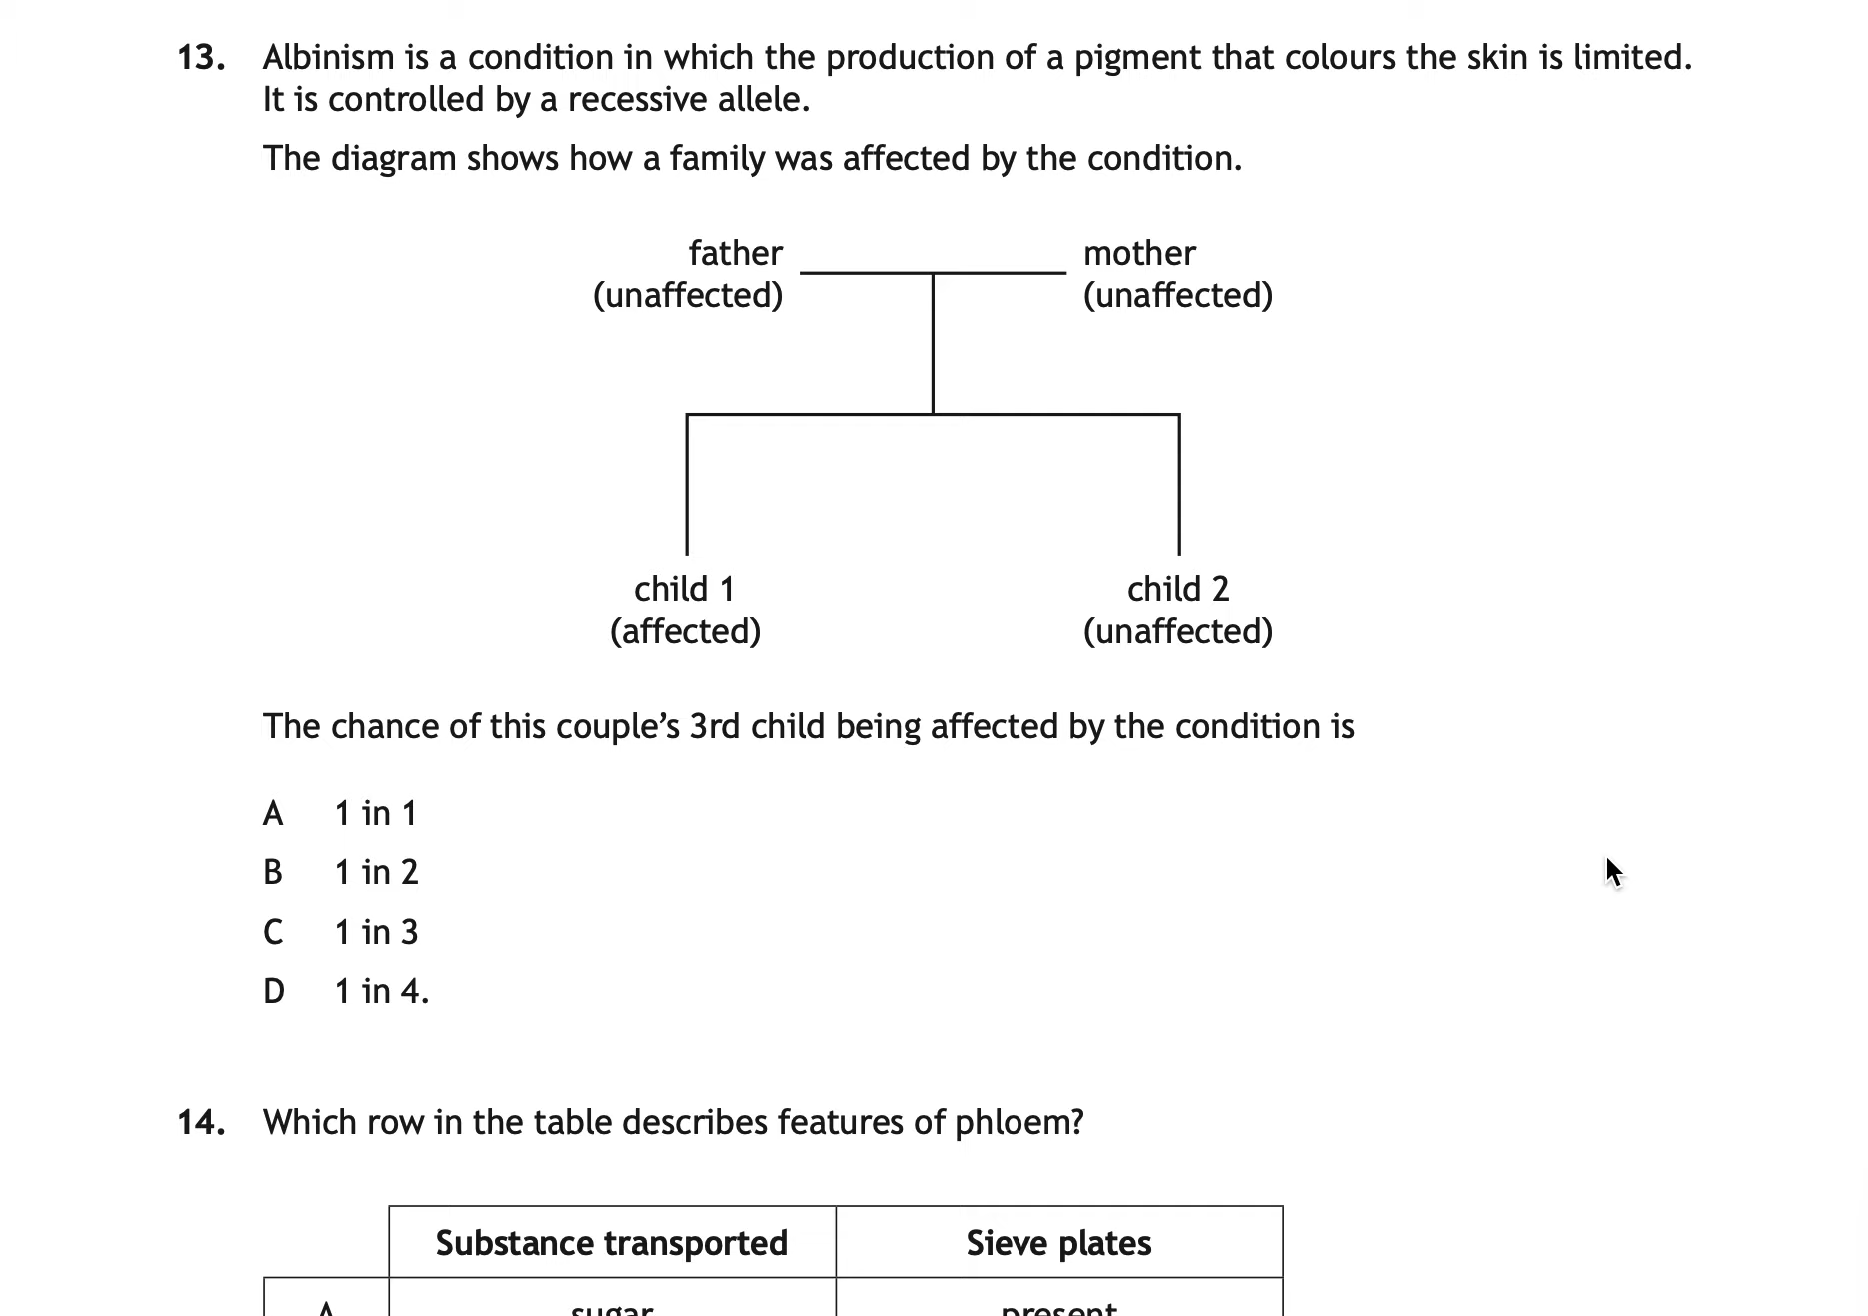 13. Albinism is a condition in which the production of a pigment that colours the skin is limited.
It is controlled by a recessive allele.
The diagram shows how a family was affected by the condition.
father
(unaffected)
mother
(unaffected)
child 1
(affected)
child 2
(unaffected)
The chance of this couple’s 3rd child being affected by the condition is
A 1 in 1
B 1 in 2
C 1 in 3
D 1 in 4.
14. Which row in the table describes features of phloem?
Substance transported Sieve plates
A sugar present